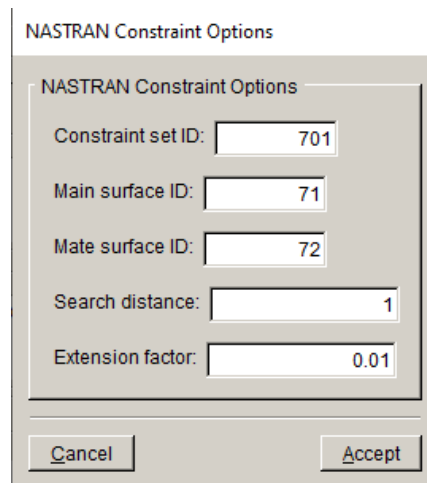 NASTRAN Constraint Options
NASTRAN Constraint Options
Constraint set ID: 701
Main surface ID: 71
Mate surface ID: 72
Search distance: 1
Extension factor: 0.01
Cancel Accept